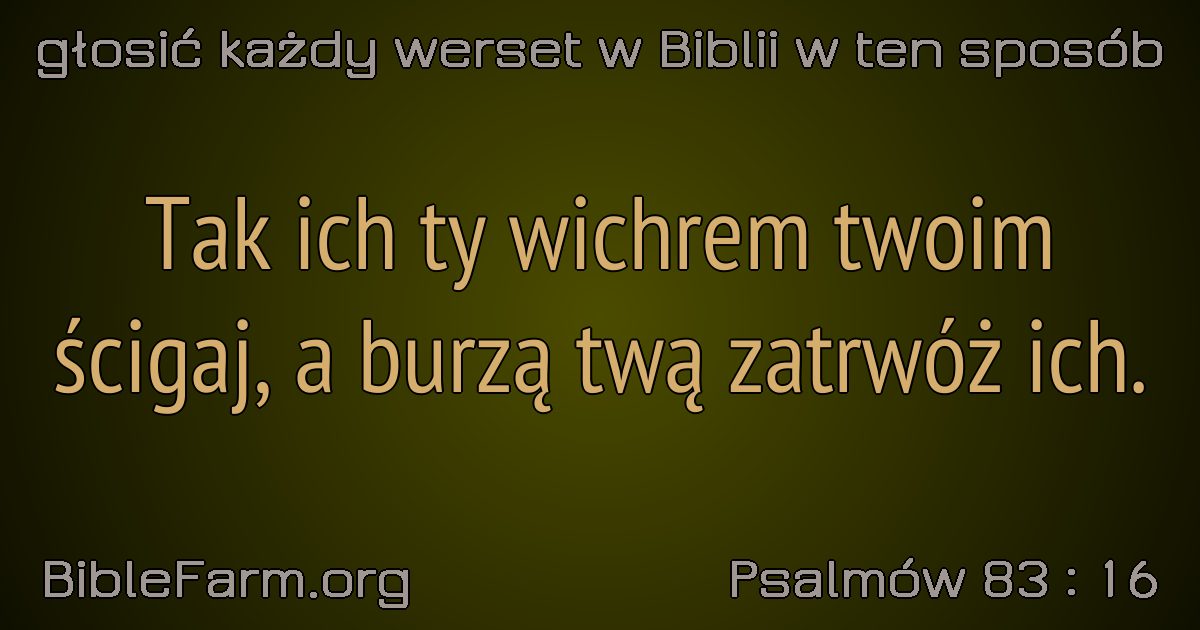 głosić każdy werset w Biblii w ten sposób
Tak ich ty wichrem twoim
ścigaj, a burzą twą zatrwóż ich.
BibleFarm.org
Psalmów 83 : 16